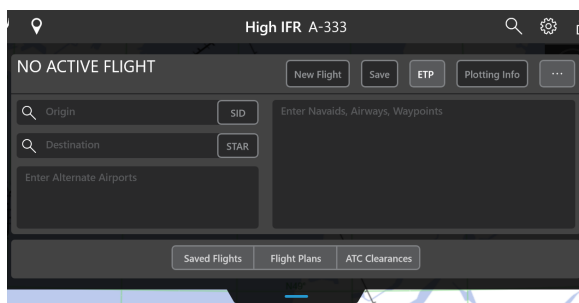 High IFR A-333
NO ACTIVE FLIGHT
New Flight
Save
ETP
Plotting Info
...
Origin
SID
Destination
STAR
Enter Alternate Airports
Enter Navaids, Airways, Waypoints
Saved Flights
Flight Plans
ATC Clearances